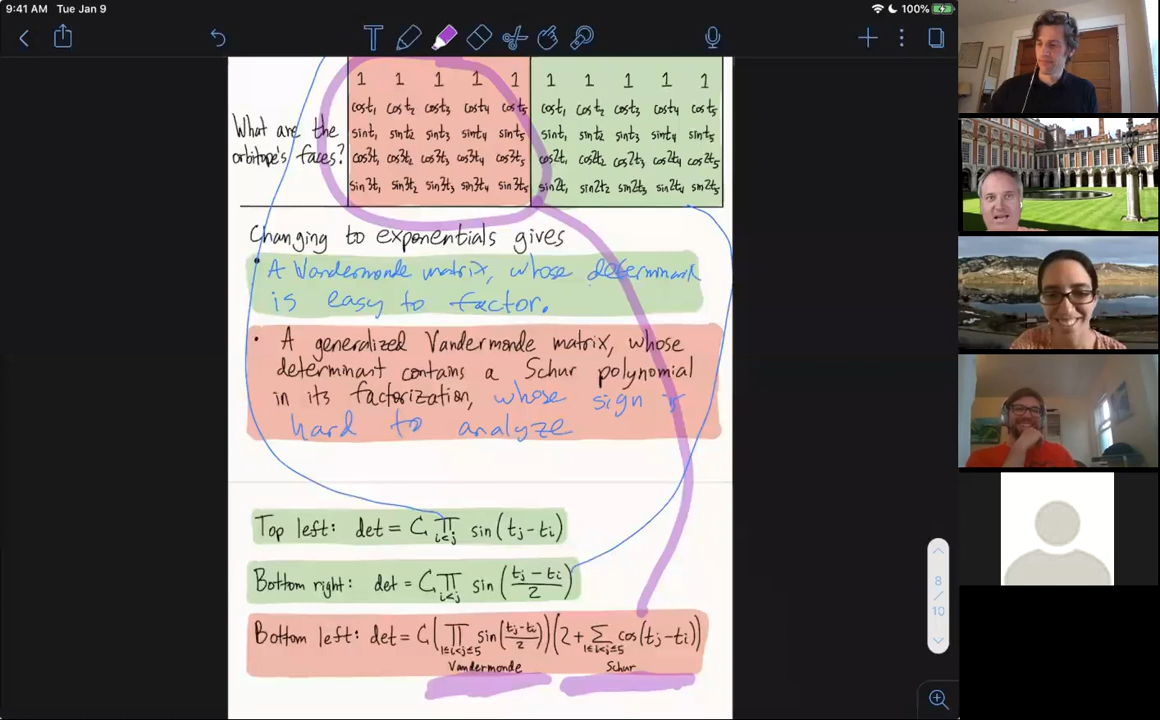 9:41 AM Tue Jan 9
100%
1 1 1 1 1 1 1 1 1 1
cost₁ cost₂ cost₃ cost₄ cost₅ cost₁ cost₂ cost₃ cost₄ cost₅
What are the
sint₁ sint₂ sint₃ sint₄ sint₅ sint₁ sint₂ sint₃ sint₄ sint₅
orbitope's faces?
cos3t₁ cos3t₂ cos3t₃ cos3t₄ cos3t₅ cos2t₁ cos2t₂ cos2t₃ cos2t₄ cos2t₅
sin3t₁ sin3t₂ sin3t₃ sin3t₄ sin3t₅ sin2t₁ sin2t₂ sin2t₃ sin2t₄ sin2t₅
Changing to exponentials gives
• A Vandermonde matrix, whose determinant
is easy to factor.
• A generalized Vandermonde matrix, whose
determinant contains a Schur polynomial
in its factorization, whose sign is
hard to analyze
Top left: det = C ∏ i<j sin(tj - ti)
Bottom right: det = C ∏ i<j sin((tj - ti)/2)
Bottom left: det = C(∏ 1≤i<j≤5 sin((tj-ti)/2))(2 + ∑ 1≤i<j≤5 cos(tj-ti))
Vandermonde Schur
8
/
10